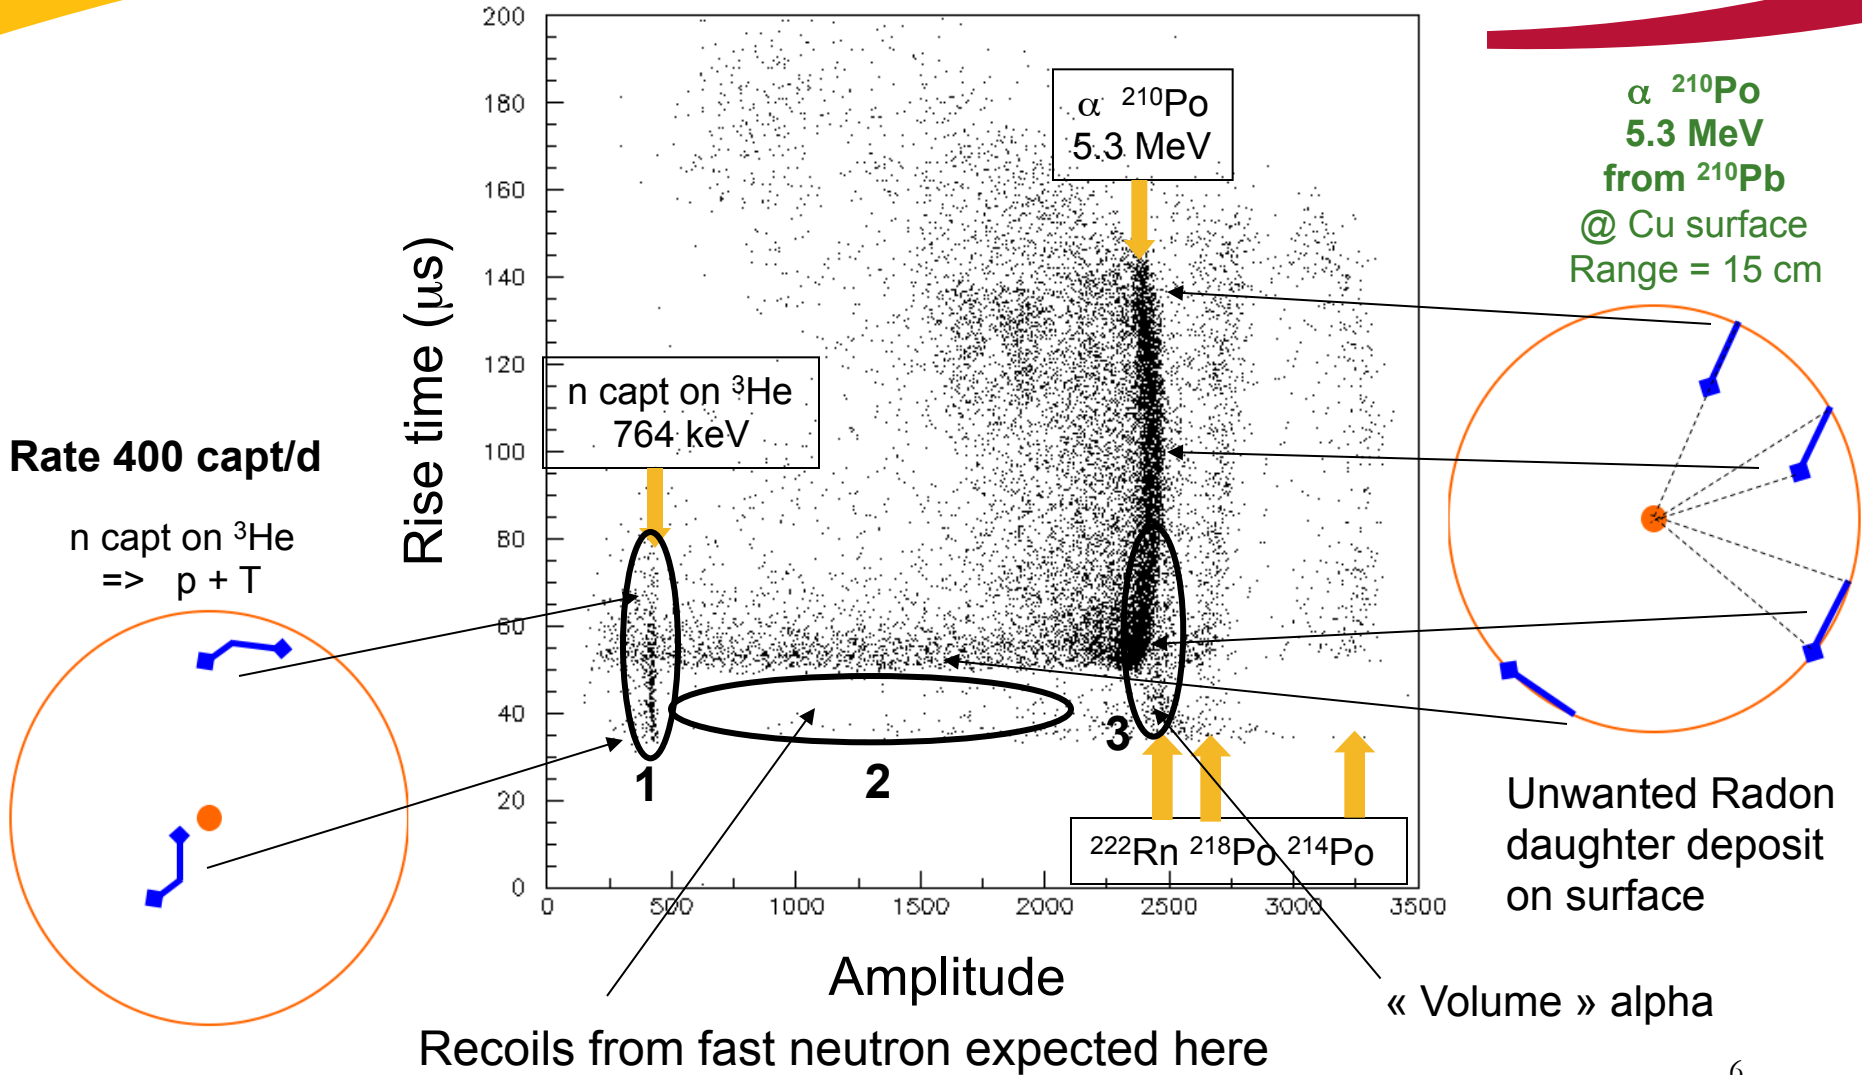 200
180
160
140
120
100
80
60
40
20
0
Rise time (µs)
α ²¹⁰Po
5.3 MeV
n capt on ³He
764 keV
Rate 400 capt/d
n capt on ³He
=> p + T
α ²¹⁰Po
5.3 MeV
from ²¹⁰Pb
@ Cu surface
Range = 15 cm
1
2
3
²²²Rn ²¹⁸Po ²¹⁴Po
0 500 1000 1500 2000 2500 3000 3500
Amplitude
Unwanted Radon
daughter deposit
on surface
« Volume » alpha
Recoils from fast neutron expected here
6